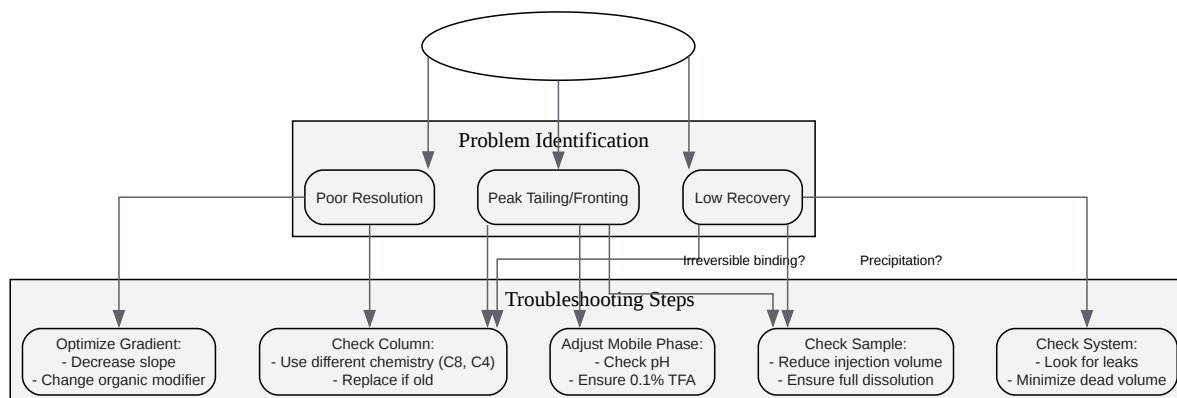 Problem Identification
Poor Resolution
Peak Tailing/Fronting
Low Recovery
Irreversible binding?
Precipitation?
Troubleshooting Steps
Optimize Gradient:
- Decrease slope
- Change organic modifier
Check Column:
- Use different chemistry (C8, C4)
- Replace if old
Adjust Mobile Phase:
- Check pH
- Ensure 0.1% TFA
Check Sample:
- Reduce injection volume
- Ensure full dissolution
Check System:
- Look for leaks
- Minimize dead volume